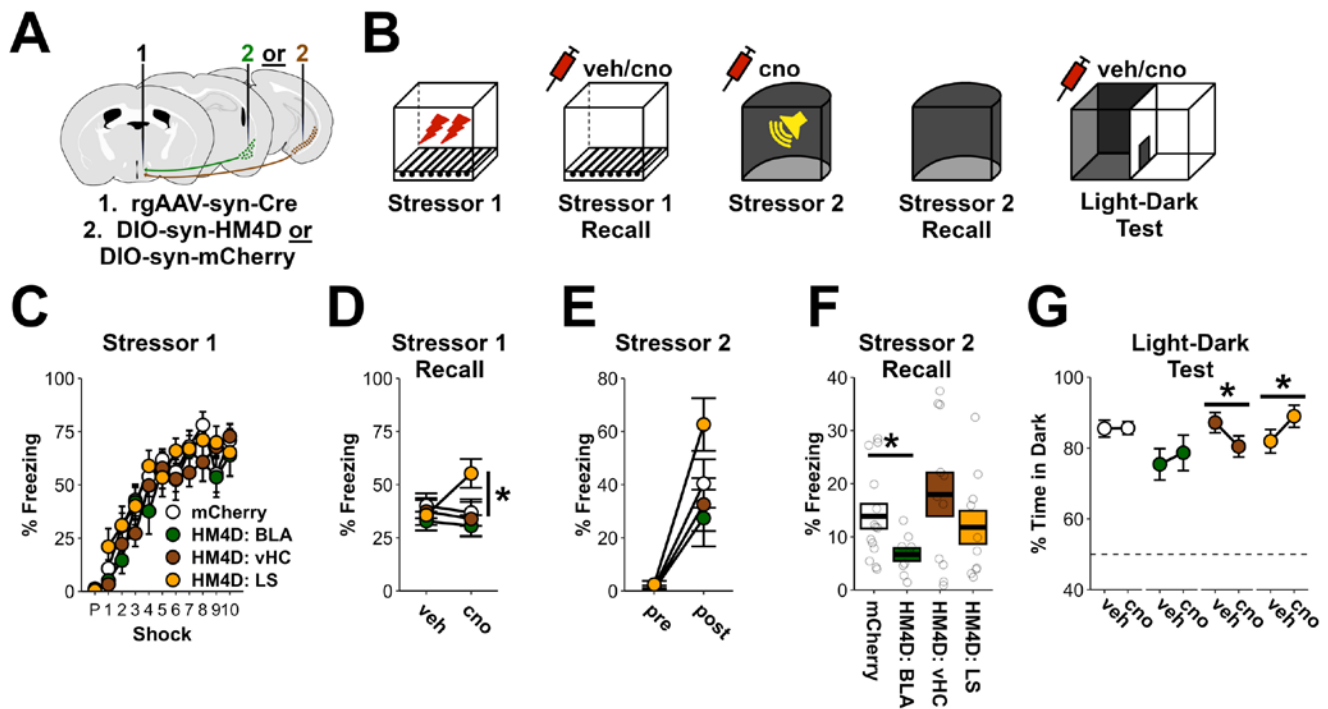 A
1
2 or 2
1. rgAAV-syn-Cre
2. DIO-syn-HM4D or
DIO-syn-mCherry
B
veh/cno
cno
veh/cno
Stressor 1
Stressor 1
Recall
Stressor 2
Stressor 2
Recall
Light-Dark
Test
C
Stressor 1
% Freezing
100
75
50
25
0
mCherry
HM4D: BLA
HM4D: vHC
HM4D: LS
P 1 2 3 4 5 6 7 8 9 10
Shock
D
Stressor 1
Recall
% Freezing
100
75
50
25
0
*
veh
cno
E
Stressor 2
% Freezing
80
60
40
20
0
pre
post
F
Stressor 2
Recall
% Freezing
40
30
20
10
0
*
mCherry
HM4D: BLA
HM4D: vHC
HM4D: LS
G
Light-Dark
Test
% Time in Dark
100
80
60
40
*
*
veh
cno
veh
cno
veh
cno
veh
cno